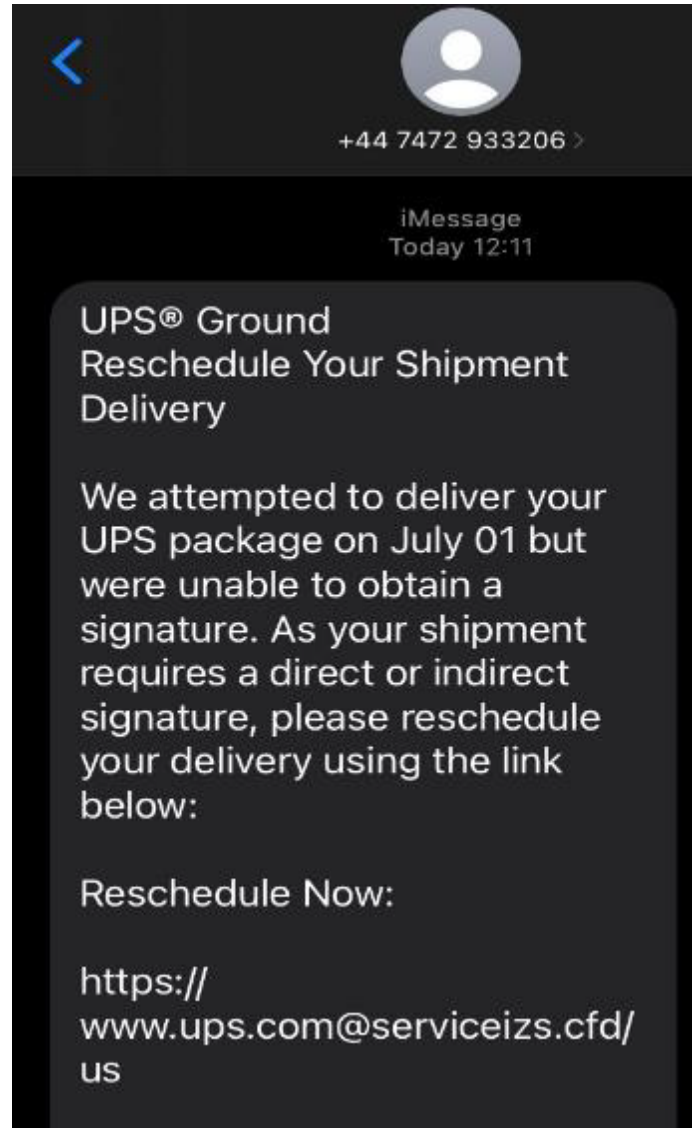 +44 7472 933206 >
iMessage
Today 12:11
UPS® Ground
Reschedule Your Shipment
Delivery
We attempted to deliver your
UPS package on July 01 but
were unable to obtain a
signature. As your shipment
requires a direct or indirect
signature, please reschedule
your delivery using the link
below:
Reschedule Now:
https://
www.ups.com@serviceizs.cfd/
us